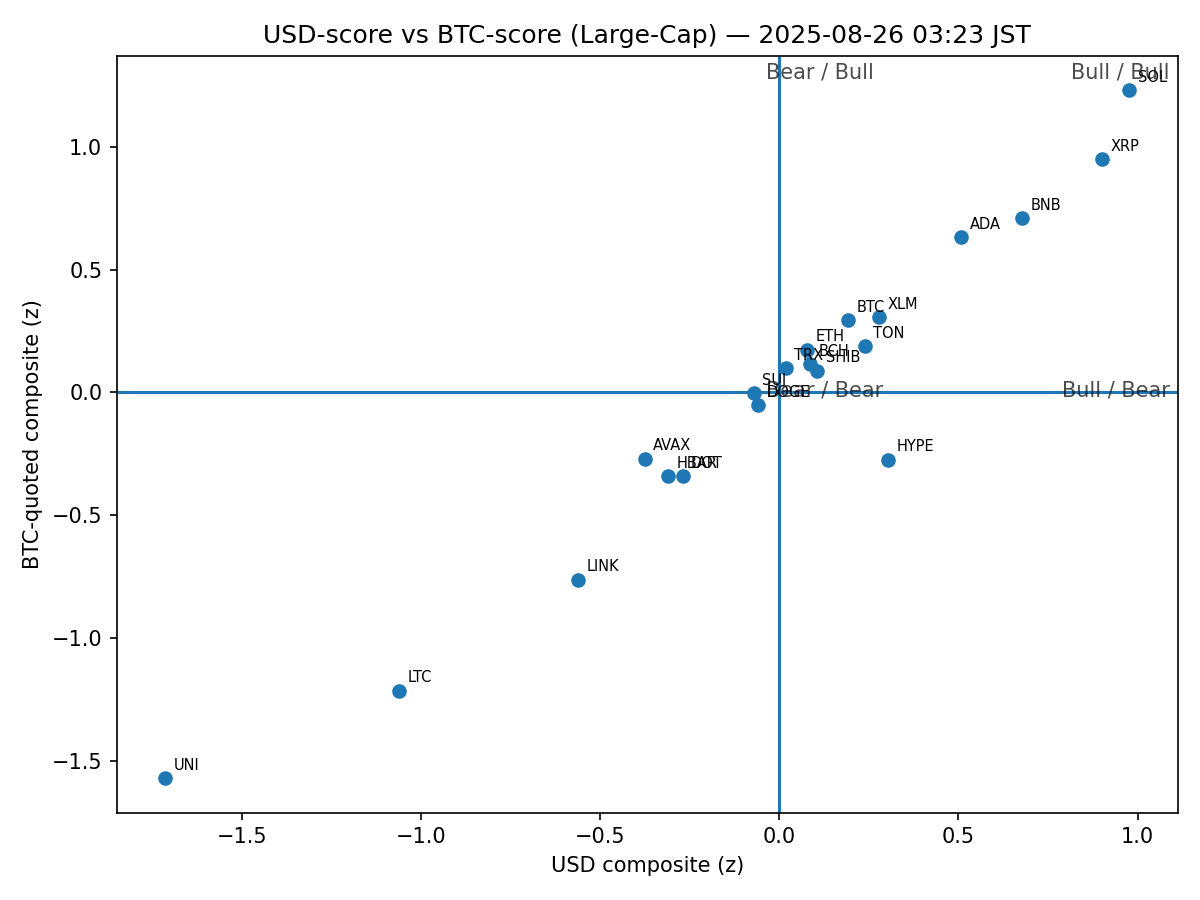 USD-score vs BTC-score (Large-Cap) — 2025-08-26 03:23 JST
Bear / Bull
Bull / Bull
SOL
XRP
BNB
ADA
BTC
XLM
TON
ETH
BCH
SHIB
TRX
SUI
DOGE
Bear / Bear
Bull / Bear
HYPE
AVAX
HBAR
DOT
LINK
LTC
UNI
1.0
0.5
0.0
−0.5
−1.0
−1.5
BTC-quoted composite (z)
−1.5
−1.0
−0.5
0.0
0.5
1.0
USD composite (z)